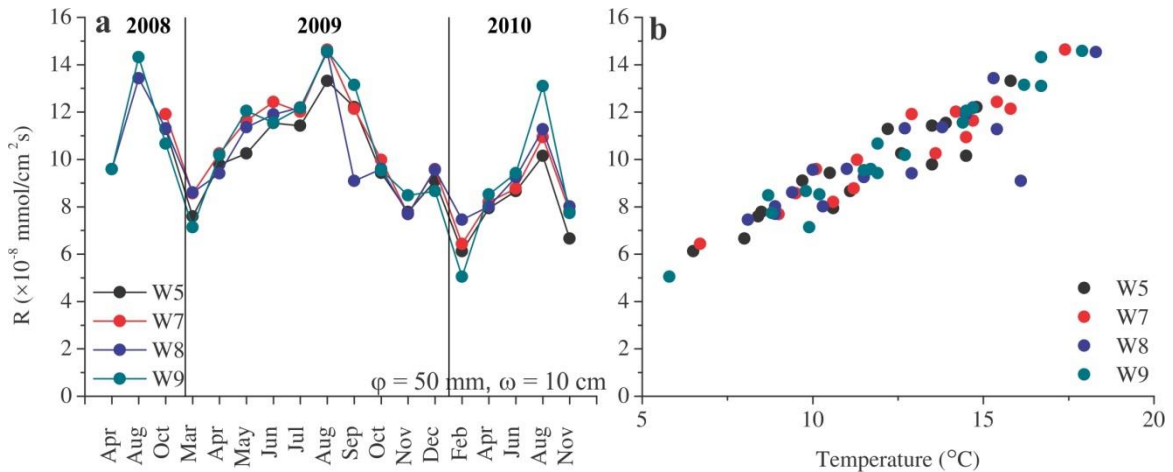 a
2008
2009
2010
R (×10⁻⁸ mmol/cm² s)
16
14
12
10
8
6
4
2
0
W5
W7
W8
W9
φ = 50 mm, ω = 10 cm
Apr
Aug
Oct
Mar
Apr
May
Jun
Jul
Aug
Sep
Oct
Nov
Dec
Feb
Apr
Jun
Aug
Nov
b
16
14
12
10
8
6
4
2
0
W5
W7
W8
W9
5
10
15
20
Temperature (°C)